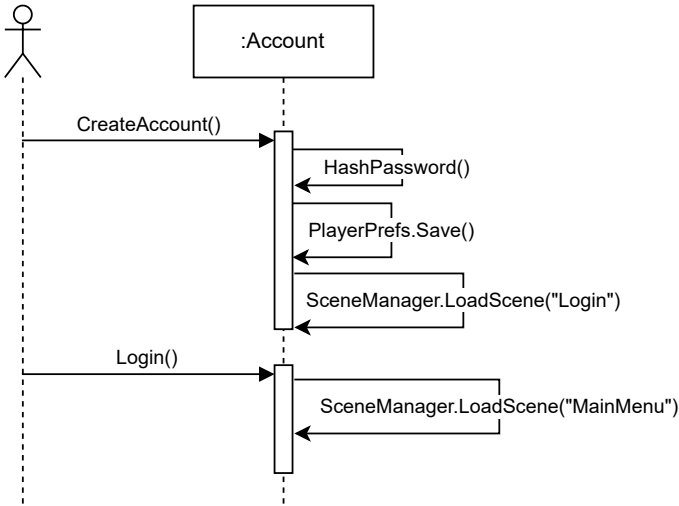 :Account
CreateAccount()
HashPassword()
PlayerPrefs.Save()
SceneManager.LoadScene("Login")
Login()
SceneManager.LoadScene("MainMenu")